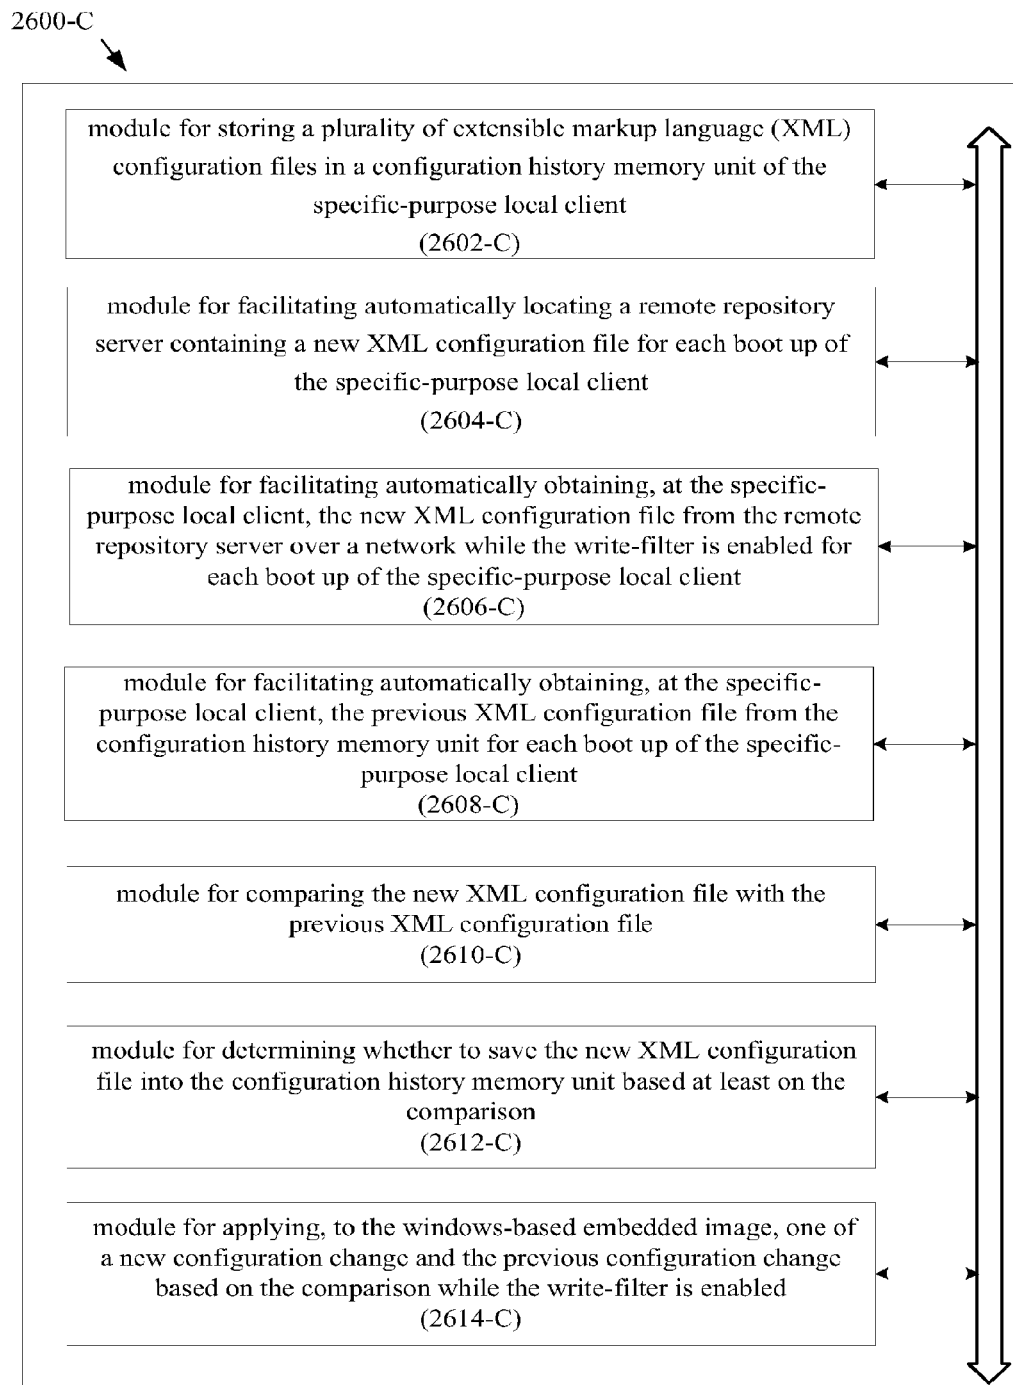 2600-C
module for storing a plurality of extensible markup language (XML)
configuration files in a configuration history memory unit of the
specific-purpose local client
(2602-C)
module for facilitating automatically locating a remote repository
server containing a new XML configuration file for each boot up of
the specific-purpose local client
(2604-C)
module for facilitating automatically obtaining, at the specific-
purpose local client, the new XML configuration file from the remote
repository server over a network while the write-filter is enabled for
each boot up of the specific-purpose local client
(2606-C)
module for facilitating automatically obtaining, at the specific-
purpose local client, the previous XML configuration file from the
configuration history memory unit for each boot up of the specific-
purpose local client
(2608-C)
module for comparing the new XML configuration file with the
previous XML configuration file
(2610-C)
module for determining whether to save the new XML configuration
file into the configuration history memory unit based at least on the
comparison
(2612-C)
module for applying, to the windows-based embedded image, one of
a new configuration change and the previous configuration change
based on the comparison while the write-filter is enabled
(2614-C)